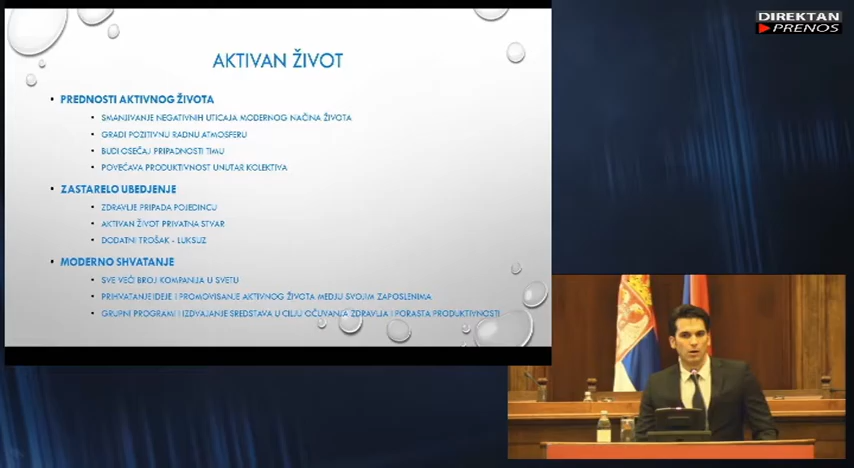 DIREKTAN
PRENOS
AKTIVAN ŽIVOT
• PREDNOSTI AKTIVNOG ŽIVOTA
• SMANJIVANJE NEGATIVNIH UTICAJA MODERNOG NAČINA ŽIVOTA
• GRADI POZITIVNU RADNU ATMOSFERU
• BUDI OSEĆAJ PRIPADNOSTI TIMU
• POVEĆAVA PRODUKTIVNOST UNUTAR KOLEKTIVA
• ZASTARELO UBEDJENJE
• ZDRAVLJE PRIPADA POJEDINCU
• AKTIVAN ŽIVOT PRIVATNA STVAR
• DODATNI TROŠAK - LUKSUZ
• MODERNO SHVATANJE
• SVE VEĆI BROJ KOMPANIJA U SVETU
• PRIHVATANJE IDEJE I PROMOVISANJE AKTIVNOG ŽIVOTA MEDJU SVOJIM ZAPOSLENIMA
• GRUPNI PROGRAMI I IZDVAJANJE SREDSTAVA U CILJU OČUVANJA ZDRAVLJA I PORASTA PRODUKTIVNOSTI